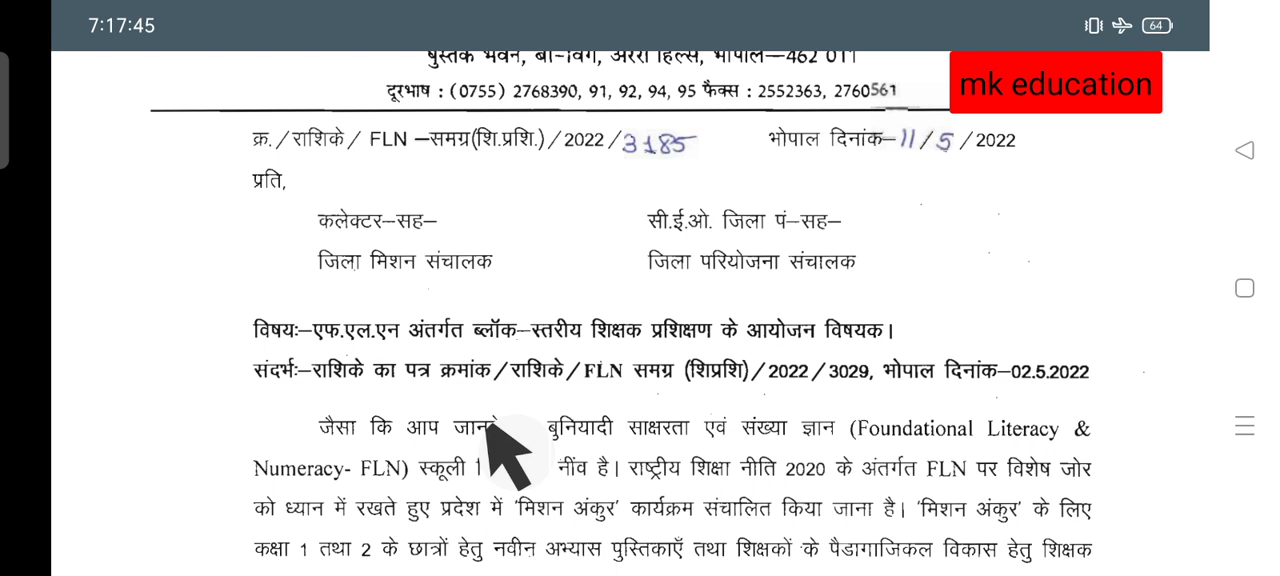 7:17:45
64
पुस्तक भवन, बी-विंग, अरेरा हिल्स, भोपाल—462 011
mk education
दूरभाष : (0755) 2768390, 91, 92, 94, 95 फैक्स : 2552363, 2760561
क्र./राशिके/ FLN –समग्र(शि.प्रशि.)/2022/3185 भोपाल दिनांक–11/5/2022
प्रति,
कलेक्टर–सह– सी.ई.ओ. जिला पं–सह–
जिला मिशन संचालक जिला परियोजना संचालक
विषयः–एफ.एल.एन अंतर्गत ब्लॉक–स्तरीय शिक्षक प्रशिक्षण के आयोजन विषयक।
संदर्भः–राशिके का पत्र क्रमांक/राशिके/FLN समग्र (शिप्रशि)/2022/3029, भोपाल दिनांक–02.5.2022
जैसा कि आप बुनियादी साक्षरता एवं संख्या ज्ञान (Foundational Literacy &
Numeracy- FLN) स्कूली नींव है। राष्ट्रीय शिक्षा नीति 2020 के अंतर्गत FLN पर विशेष जोर
को ध्यान में रखते हुए प्रदेश में 'मिशन अंकुर' कार्यक्रम संचालित किया जाना है। 'मिशन अंकुर' के लिए
कक्षा 1 तथा 2 के छात्रों हेतु नवीन अभ्यास पुस्तिकाएँ तथा शिक्षकों के पैडागाजिकल विकास हेतु शिक्षक